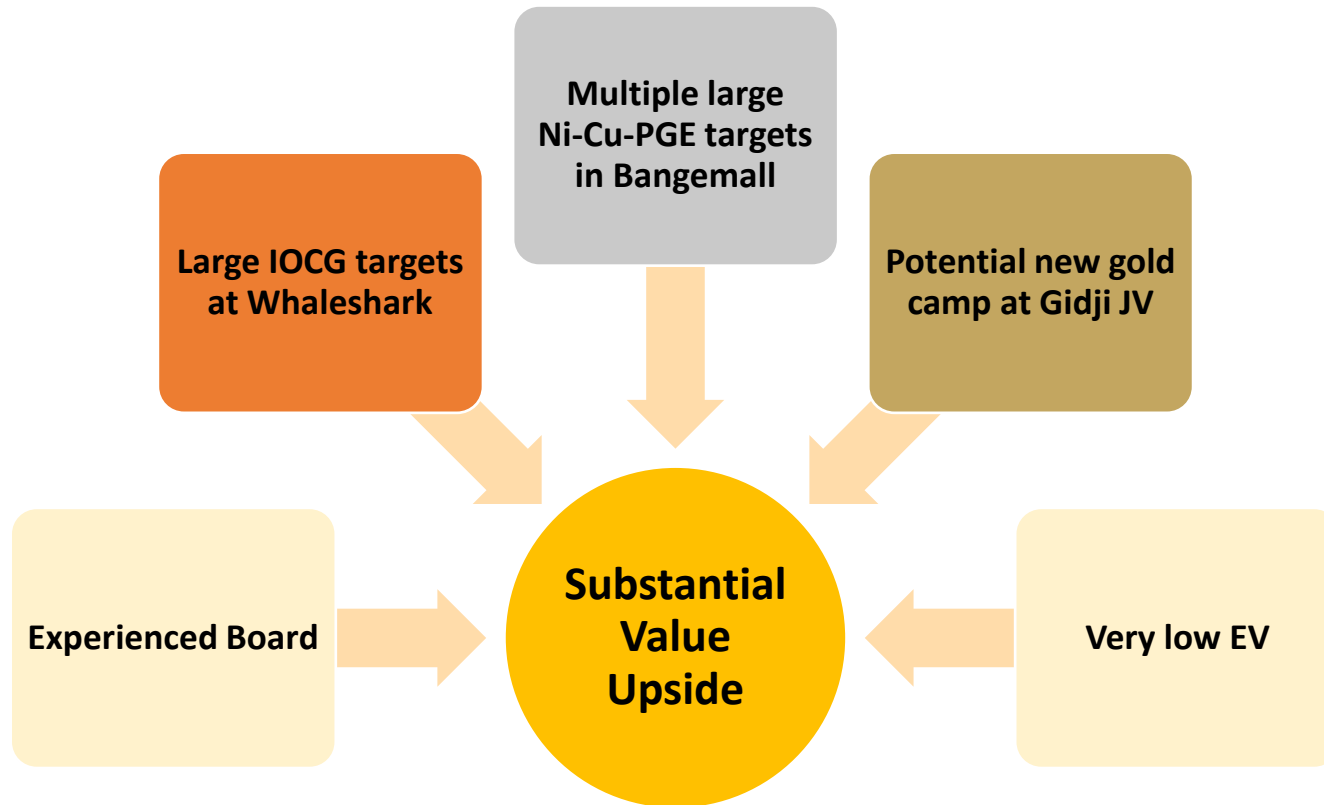 Multiple large
Ni-Cu-PGE targets
in Bangemall
Large IOCG targets
at Whaleshark
Potential new gold
camp at Gidji JV
Experienced Board
Substantial
Value
Upside
Very low EV